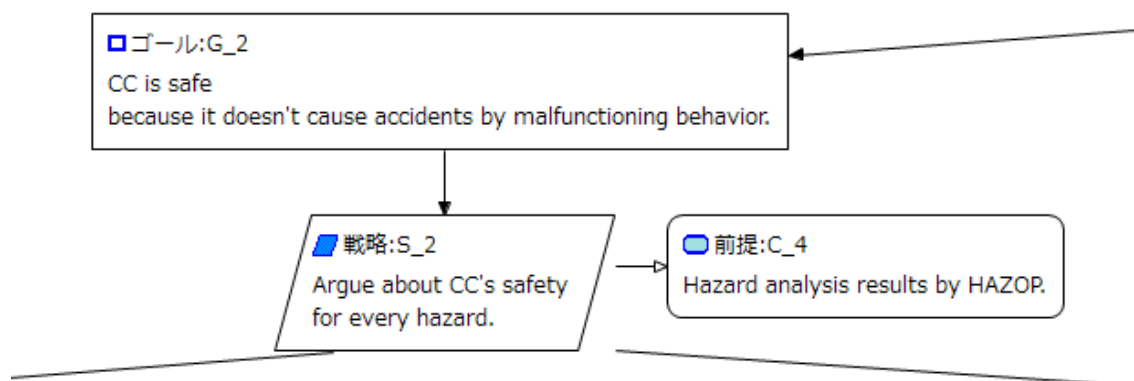 ゴール:G_2
CC is safe
because it doesn't cause accidents by malfunctioning behavior.
戦略:S_2
Argue about CC's safety
for every hazard.
前提:C_4
Hazard analysis results by HAZOP.